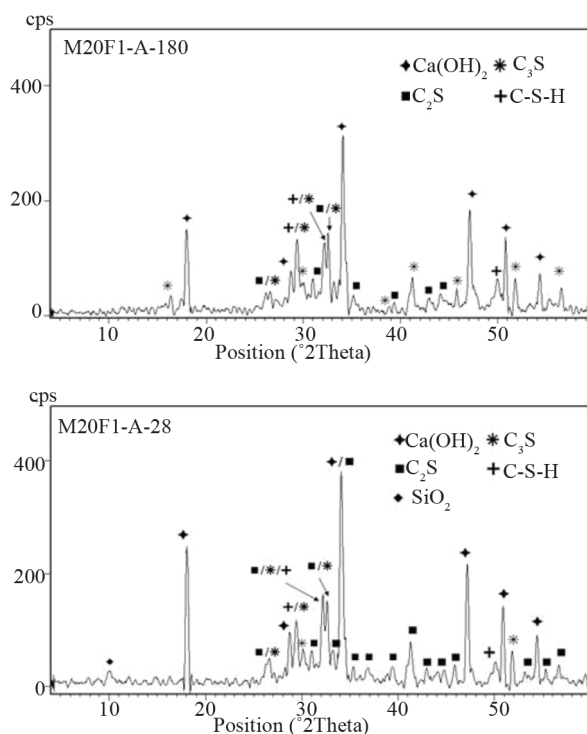 cps
M20F1-A-180
Ca(OH)₂ C₃S
C₂S C-S-H
400
200
0
10 20 30 40 50
Position (°2Theta)
cps
M20F1-A-28
Ca(OH)₂ C₃S
C₂S C-S-H
SiO₂
400
200
0
10 20 30 40 50
Position (°2Theta)